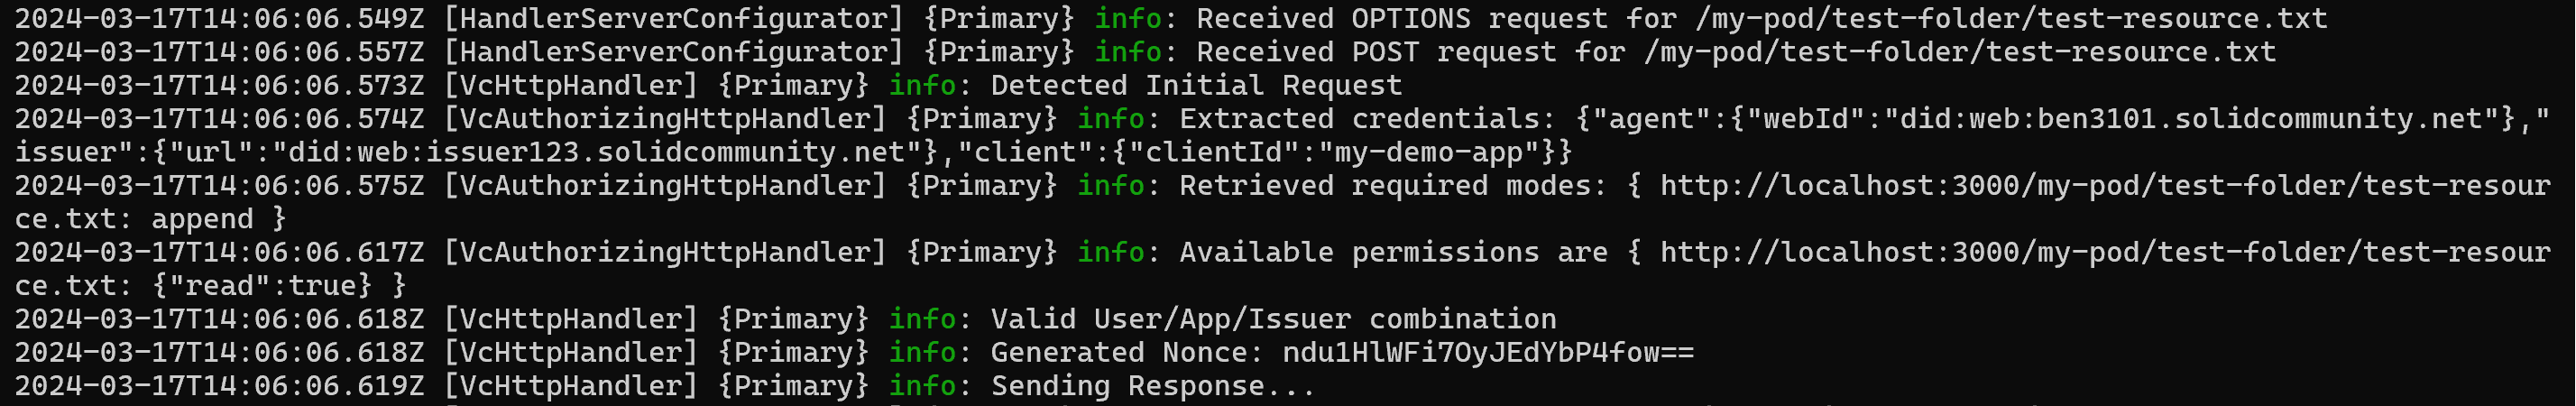 2024-03-17T14:06:06.549Z [HandlerServerConfigurator] {Primary} info: Received OPTIONS request for /my-pod/test-folder/test-resource.txt
2024-03-17T14:06:06.557Z [HandlerServerConfigurator] {Primary} info: Received POST request for /my-pod/test-folder/test-resource.txt
2024-03-17T14:06:06.573Z [VcHttpHandler] {Primary} info: Detected Initial Request
2024-03-17T14:06:06.574Z [VcAuthorizingHttpHandler] {Primary} info: Extracted credentials: {"agent":{"webId":"did:web:ben3101.solidcommunity.net"},"
issuer":{"url":"did:web:issuer123.solidcommunity.net"},"client":{"clientId":"my-demo-app"}}
2024-03-17T14:06:06.575Z [VcAuthorizingHttpHandler] {Primary} info: Retrieved required modes: { http://localhost:3000/my-pod/test-folder/test-resour
ce.txt: append }
2024-03-17T14:06:06.617Z [VcAuthorizingHttpHandler] {Primary} info: Available permissions are { http://localhost:3000/my-pod/test-folder/test-resour
ce.txt: {"read":true} }
2024-03-17T14:06:06.618Z [VcHttpHandler] {Primary} info: Valid User/App/Issuer combination
2024-03-17T14:06:06.618Z [VcHttpHandler] {Primary} info: Generated Nonce: ndu1HlWFi7OyJEdYbP4fow==
2024-03-17T14:06:06.619Z [VcHttpHandler] {Primary} info: Sending Response...